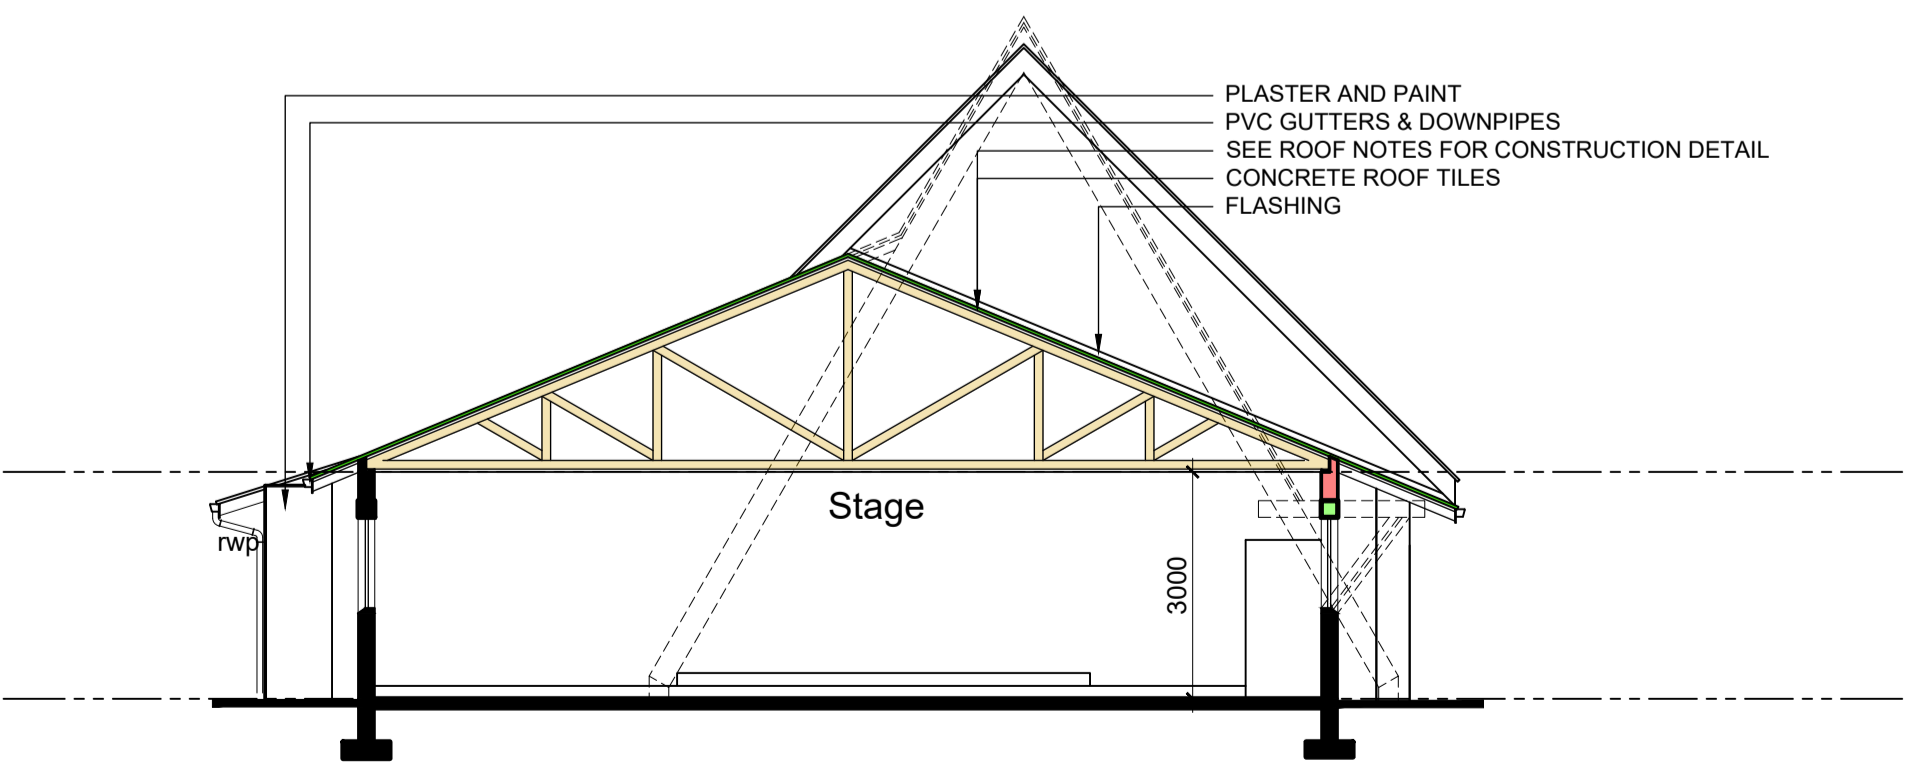 PLASTER AND PAINT
PVC GUTTERS & DOWNPIPES
SEE ROOF NOTES FOR CONSTRUCTION DETAIL
CONCRETE ROOF TILES
FLASHING
Stage
rwp
3000